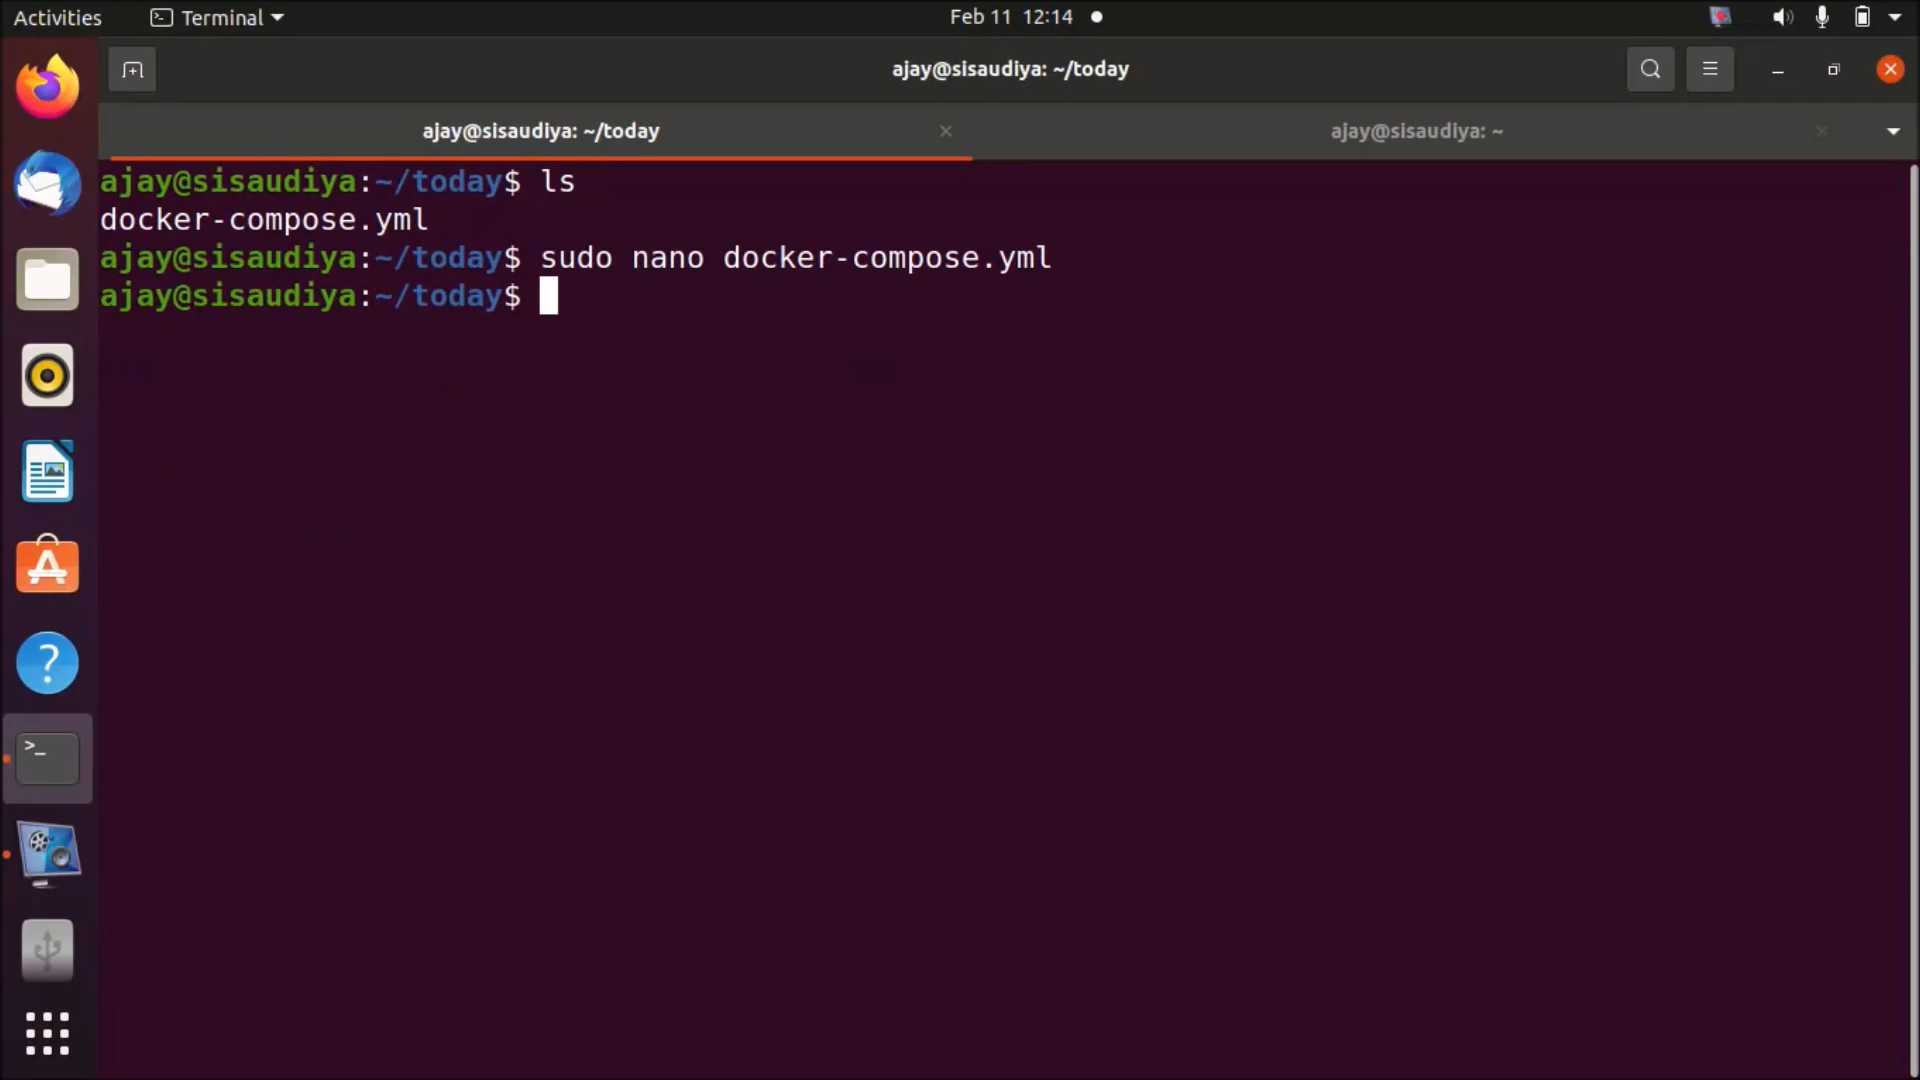 Activities Terminal Feb 11 12:14
ajay@sisaudiya: ~/today
ajay@sisaudiya: ~/today ajay@sisaudiya: ~
ajay@sisaudiya:~/today$ ls
docker-compose.yml
ajay@sisaudiya:~/today$ sudo nano docker-compose.yml
ajay@sisaudiya:~/today$